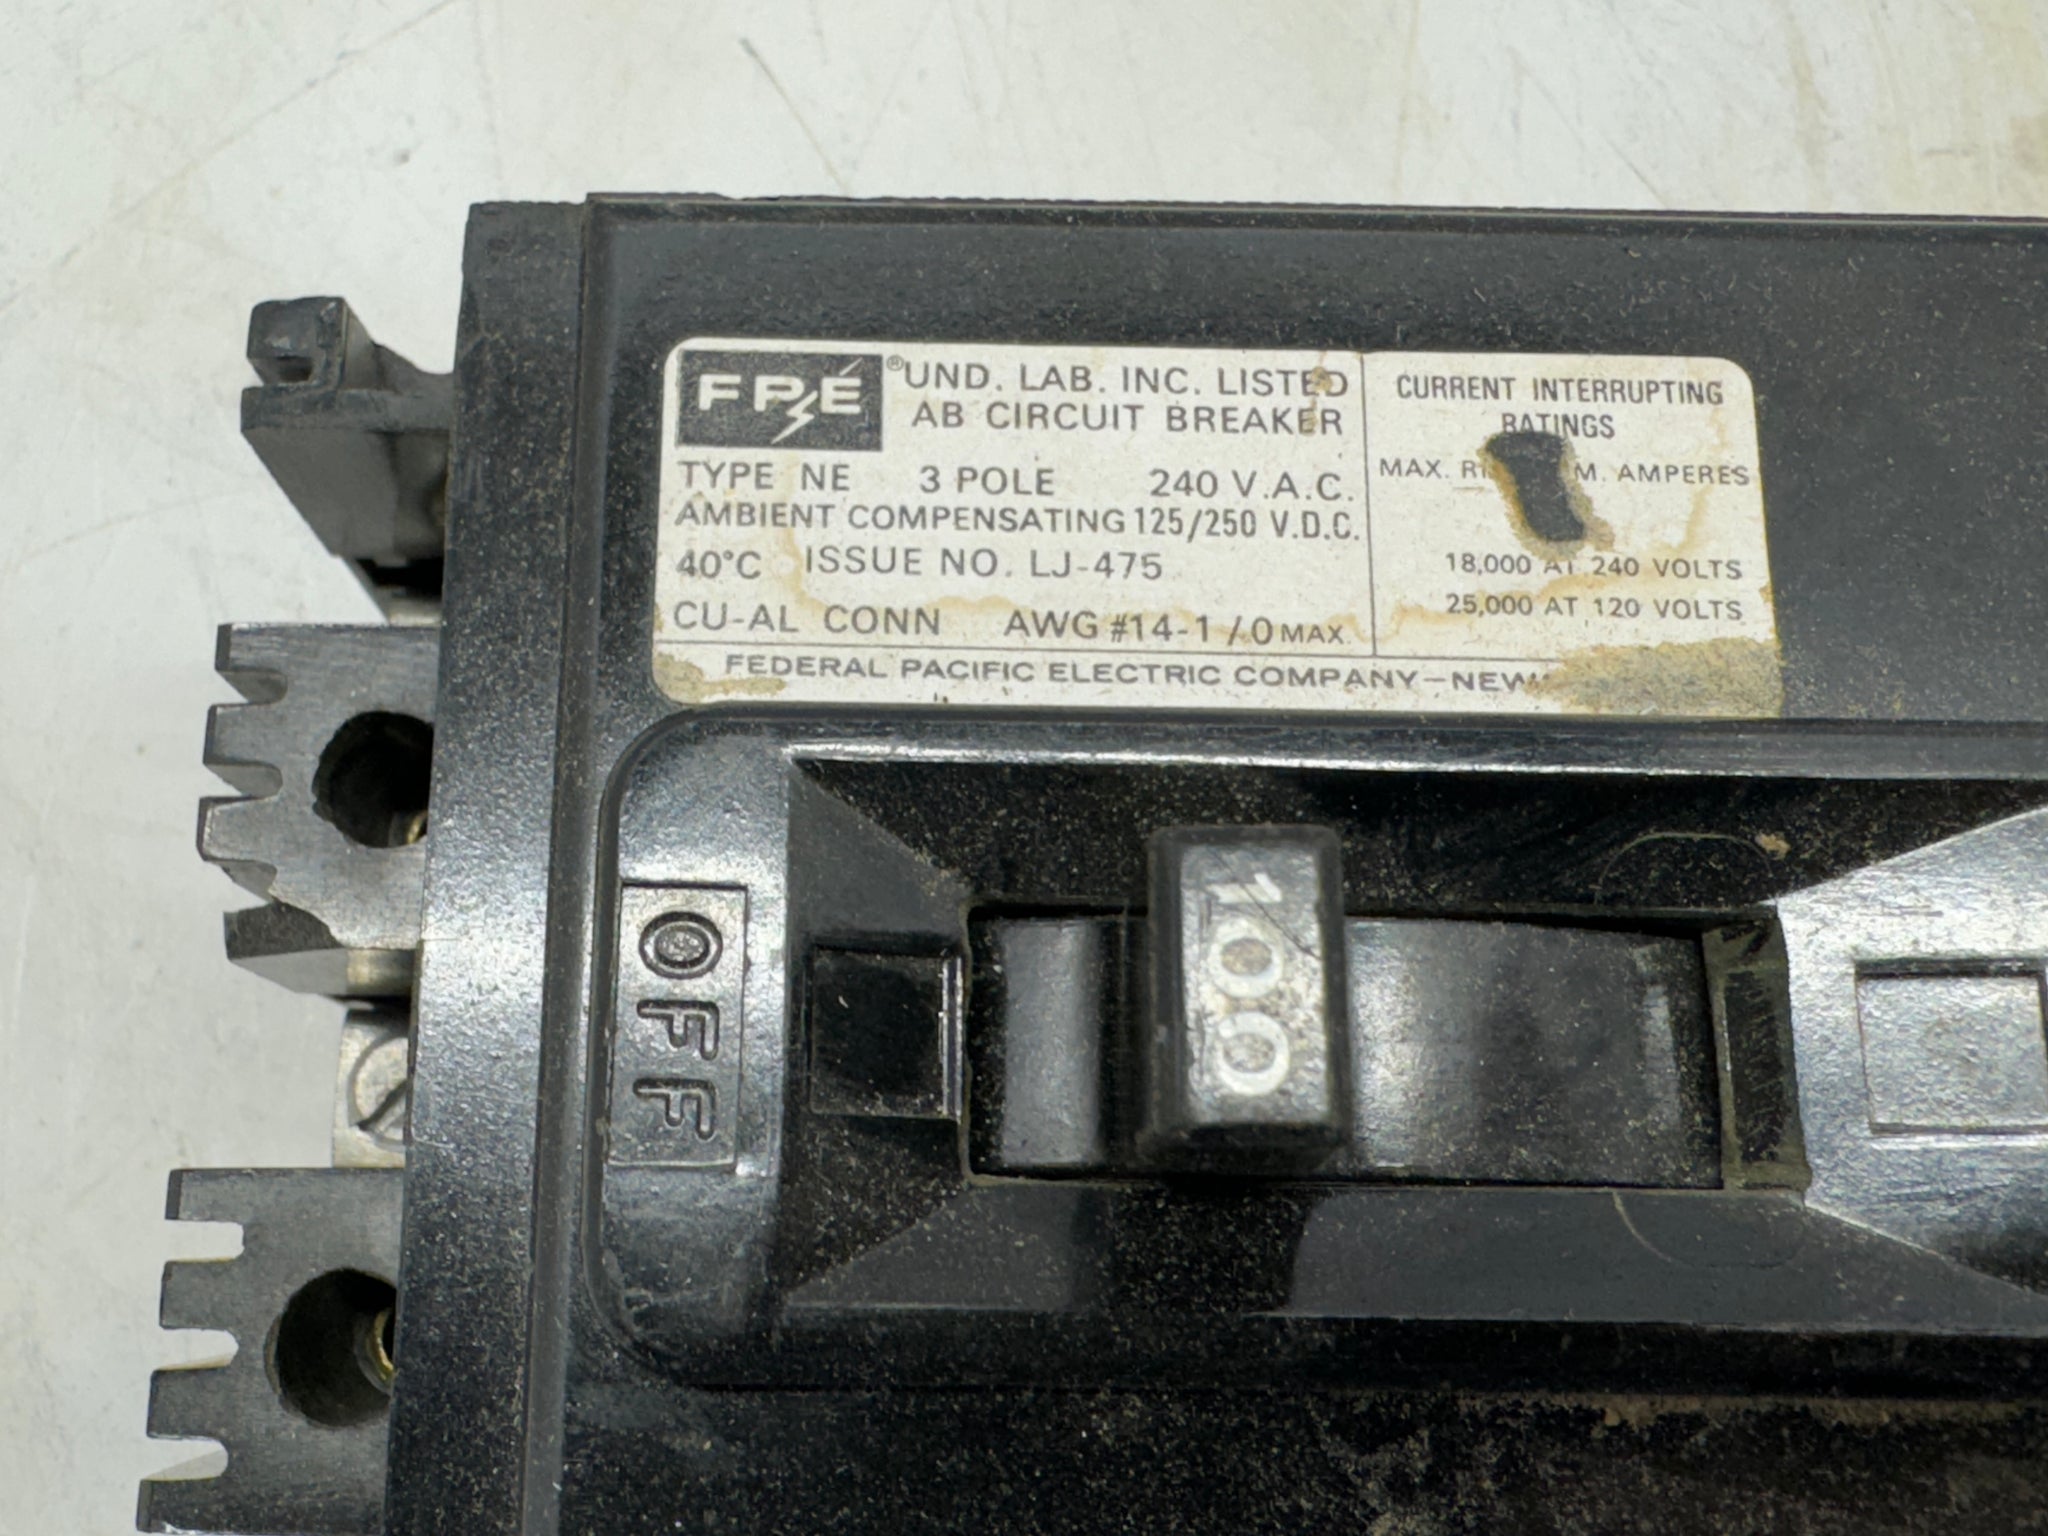 FPE ® UND. LAB. INC. LISTED
AB CIRCUIT BREAKER
TYPE NE 3 POLE 240 V.A.C.
AMBIENT COMPENSATING 125/250 V.D.C.
40°C ISSUE NO. LJ-475
CU-AL CONN AWG #14-1/0 MAX.
CURRENT INTERRUPTING
RATINGS
MAX. AMPERES
18,000 AT 240 VOLTS
25,000 AT 120 VOLTS
FEDERAL PACIFIC ELECTRIC COMPANY—
OFF
100